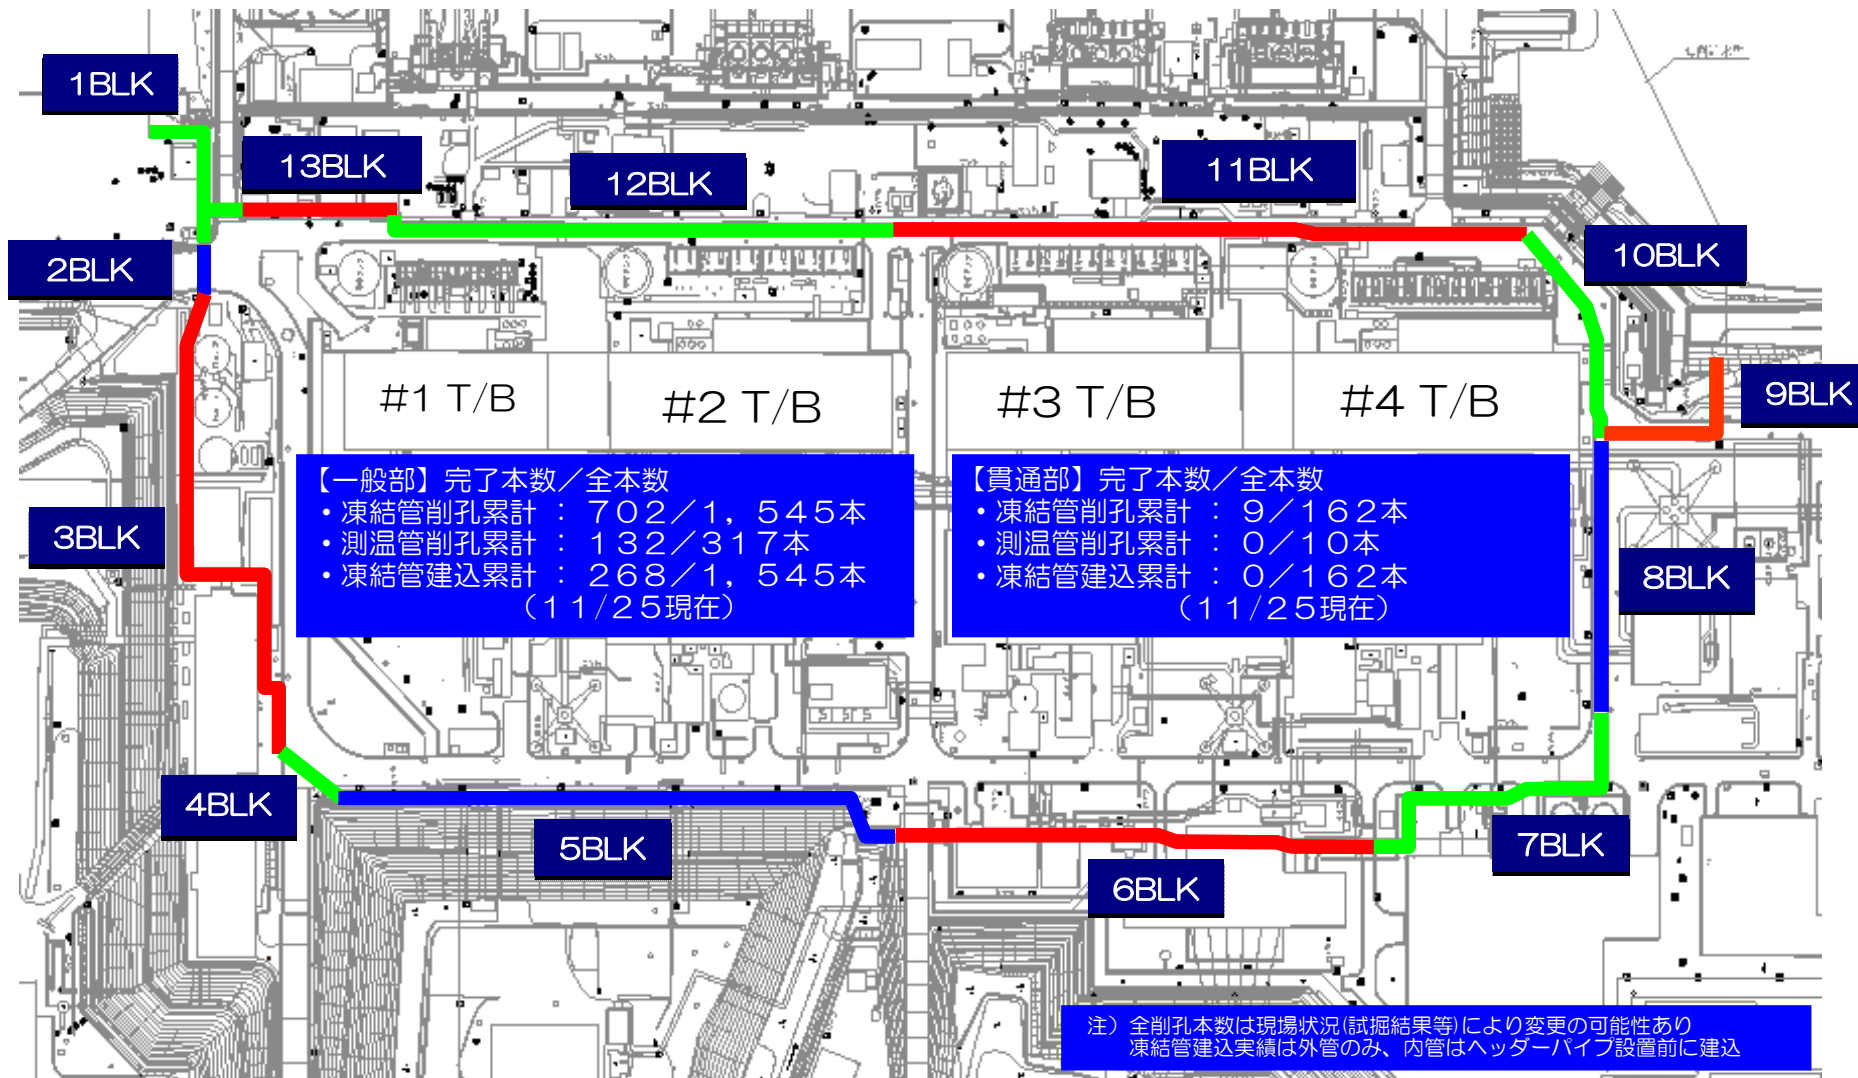 1BLK
13BLK
12BLK
11BLK
2BLK
10BLK
#1 T/B
#2 T/B
#3 T/B
#4 T/B
9BLK
【一般部】完了本数／全本数
・凍結管削孔累計 ： 702／1，545本
・測温管削孔累計 ： 132／317本
・凍結管建込累計 ： 268／1，545本
（11/25現在）
【貫通部】完了本数／全本数
・凍結管削孔累計 ： 9／162本
・測温管削孔累計 ： 0／10本
・凍結管建込累計 ： 0／162本
（11/25現在）
3BLK
8BLK
4BLK
5BLK
7BLK
6BLK
注）全削孔本数は現場状況(試掘結果等)により変更の可能性あり
凍結管建込実績は外管のみ、内管はヘッダーパイプ設置前に建込